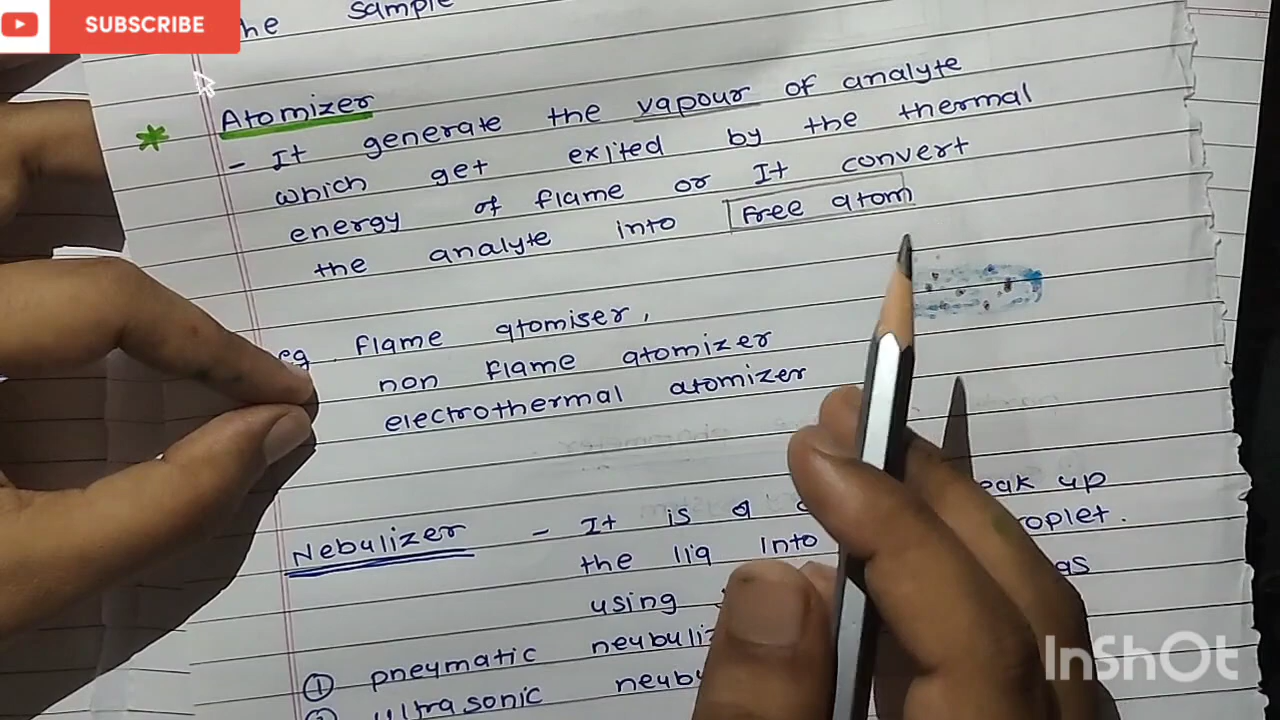 SUBSCRIBE
the sample
Atomizer
- It generate the vapour of analyte
which get exited by the thermal
energy of flame or It convert
the analyte into free atom
eg. flame atomiser,
non flame atomizer
electrothermal atomizer
Nebulizer - It is a up
the liq into
using
① pneymatic
ultrasonic
InShOt